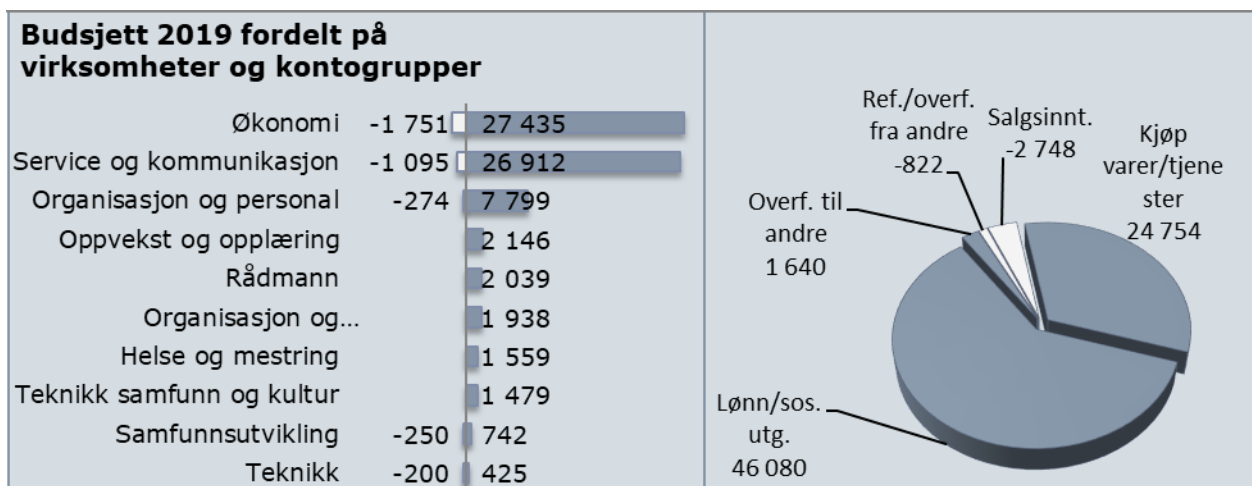 Budsjett 2019 fordelt på
virksomheter og kontogrupper
Økonomi -1 751 27 435
Service og kommunikasjon -1 095 26 912
Organisasjon og personal -274 7 799
Oppvekst og opplæring 2 146
Rådmann 2 039
Organisasjon og... 1 938
Helse og mestring 1 559
Teknikk samfunn og kultur 1 479
Samfunnsutvikling -250 742
Teknikk -200 425
Ref./overf.
fra andre
-822
Salgsinnt.
-2 748
Kjøp
varer/tjene
ster
24 754
Overf. til
andre
1 640
Lønn/sos.
utg.
46 080